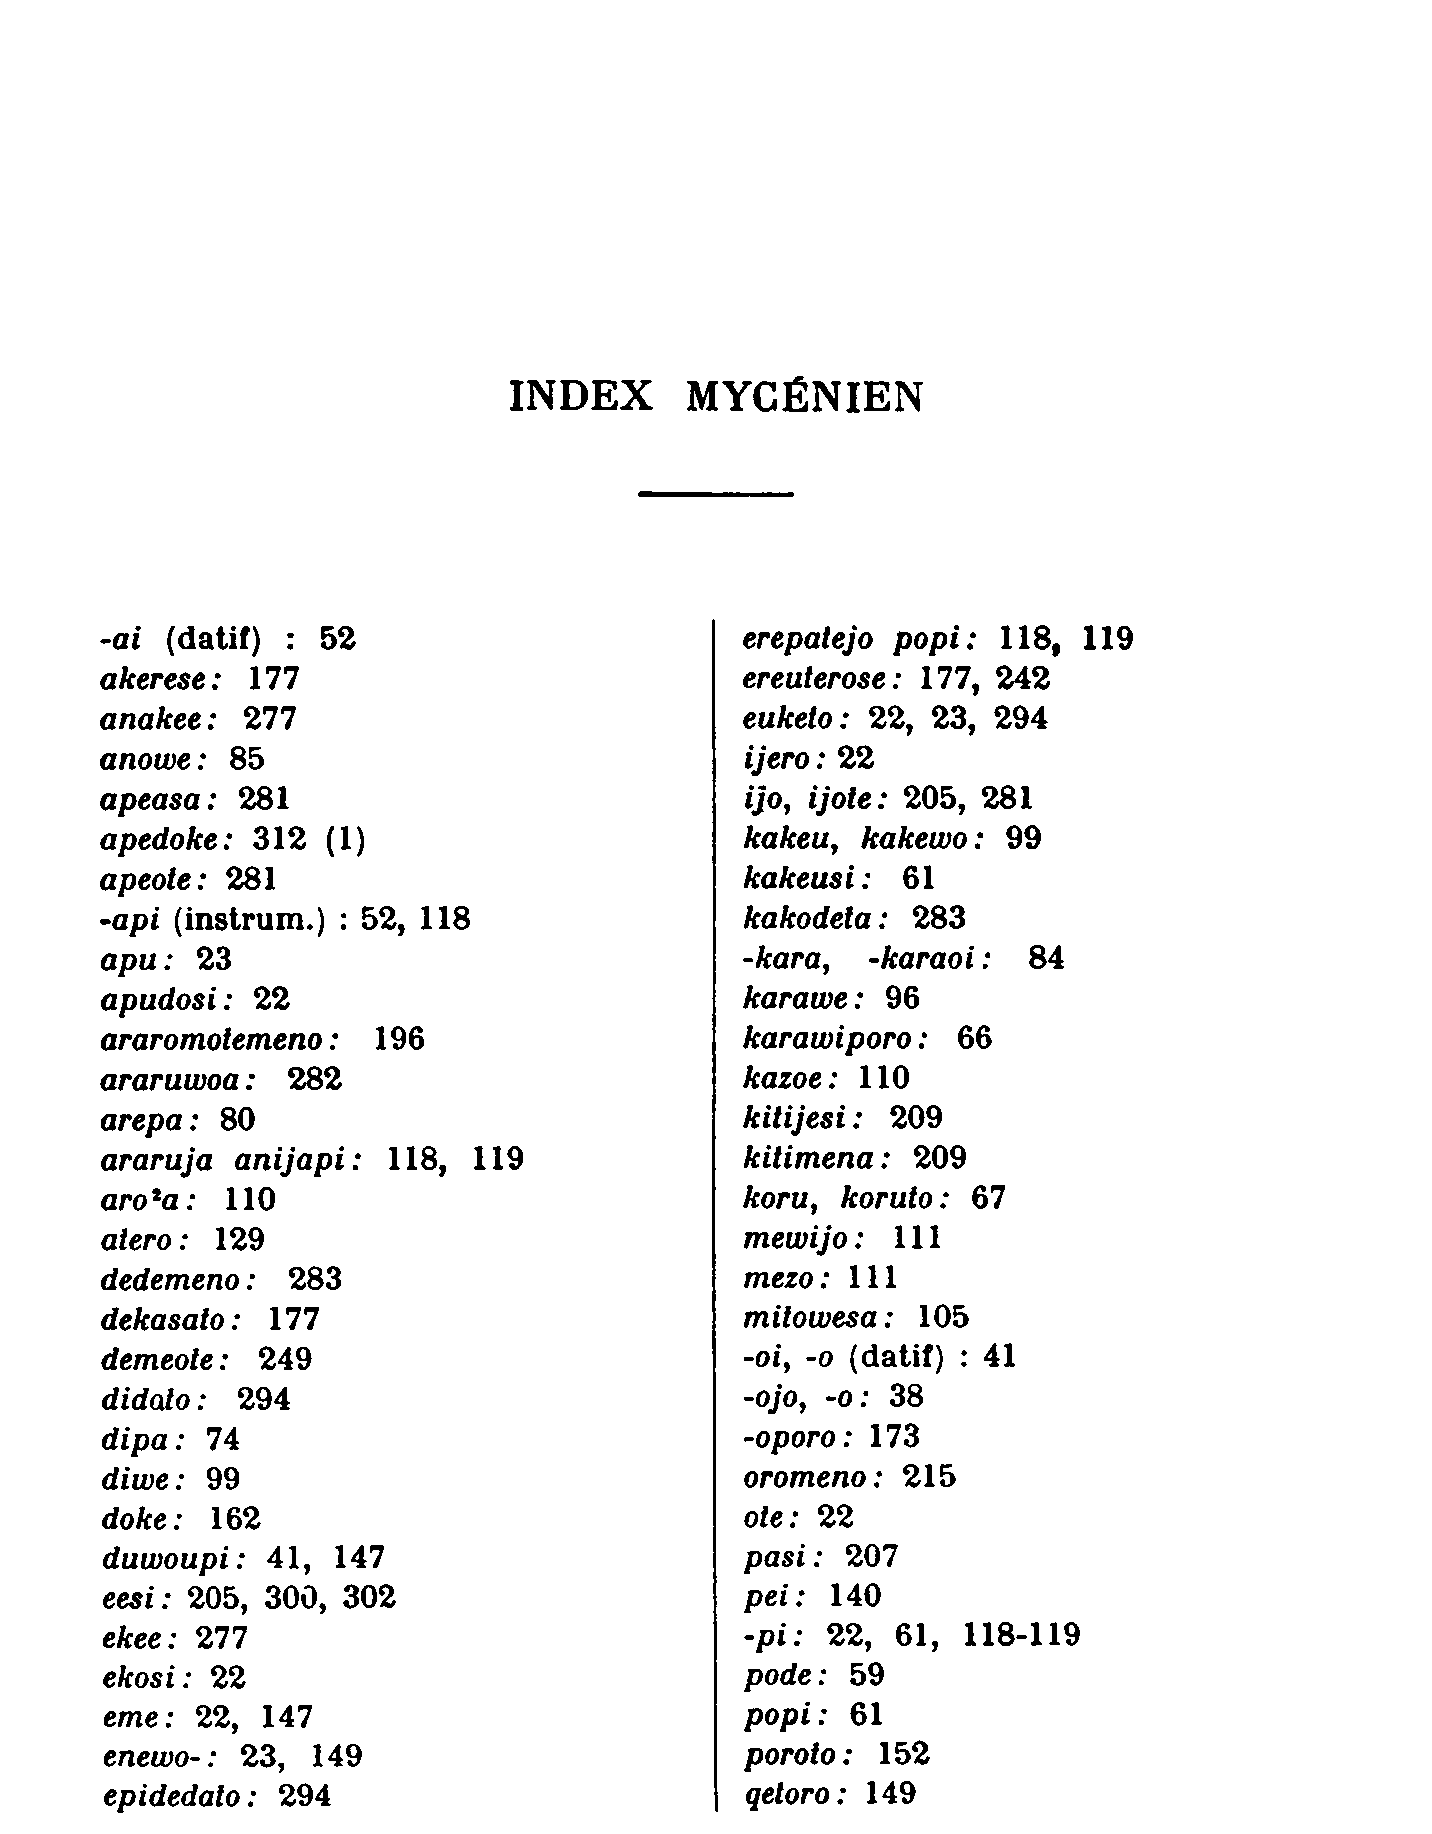 INDEX MYCÉNIEN
-ai (datif) : 52
akerese: 177
anakee: 277
anowe: 85
apeasa: 281
apedoke: 312 (1)
apeote: 281
-api (instrum.) : 52, 118
apu: 23
apudosi: 22
araromotemeno: 196
araruwoa: 282
arepa: 80
araruja anijapi: 118, 119
aro²a: 110
atero: 129
dedemeno: 283
dekasato: 177
demeote: 249
didoto: 294
dipa: 74
diwe: 99
doke: 162
duwoupi: 41, 147
eesi: 205, 300, 302
ekee: 277
ekosi: 22
eme: 22, 147
enewo-: 23, 149
epidedato: 294
erepatejo popi: 118, 119
ereuterose: 177, 242
euketo: 22, 23, 294
ijero: 22
ijo, ijote: 205, 281
kakeu, kakewo: 99
kakeusi: 61
kakodeta: 283
-kara, -karaoi: 84
karawe: 96
karawiporo: 66
kazoe: 110
kitijesi: 209
kitimena: 209
koru, koruto: 67
mewijo: 111
mezo: 111
mitowesa: 105
-oi, -o (datif) : 41
-ojo, -o: 38
-oporo: 173
oromeno: 215
ote: 22
pasi: 207
pei: 140
-pi: 22, 61, 118-119
pode: 59
popi: 61
poroto: 152
qetoro: 149